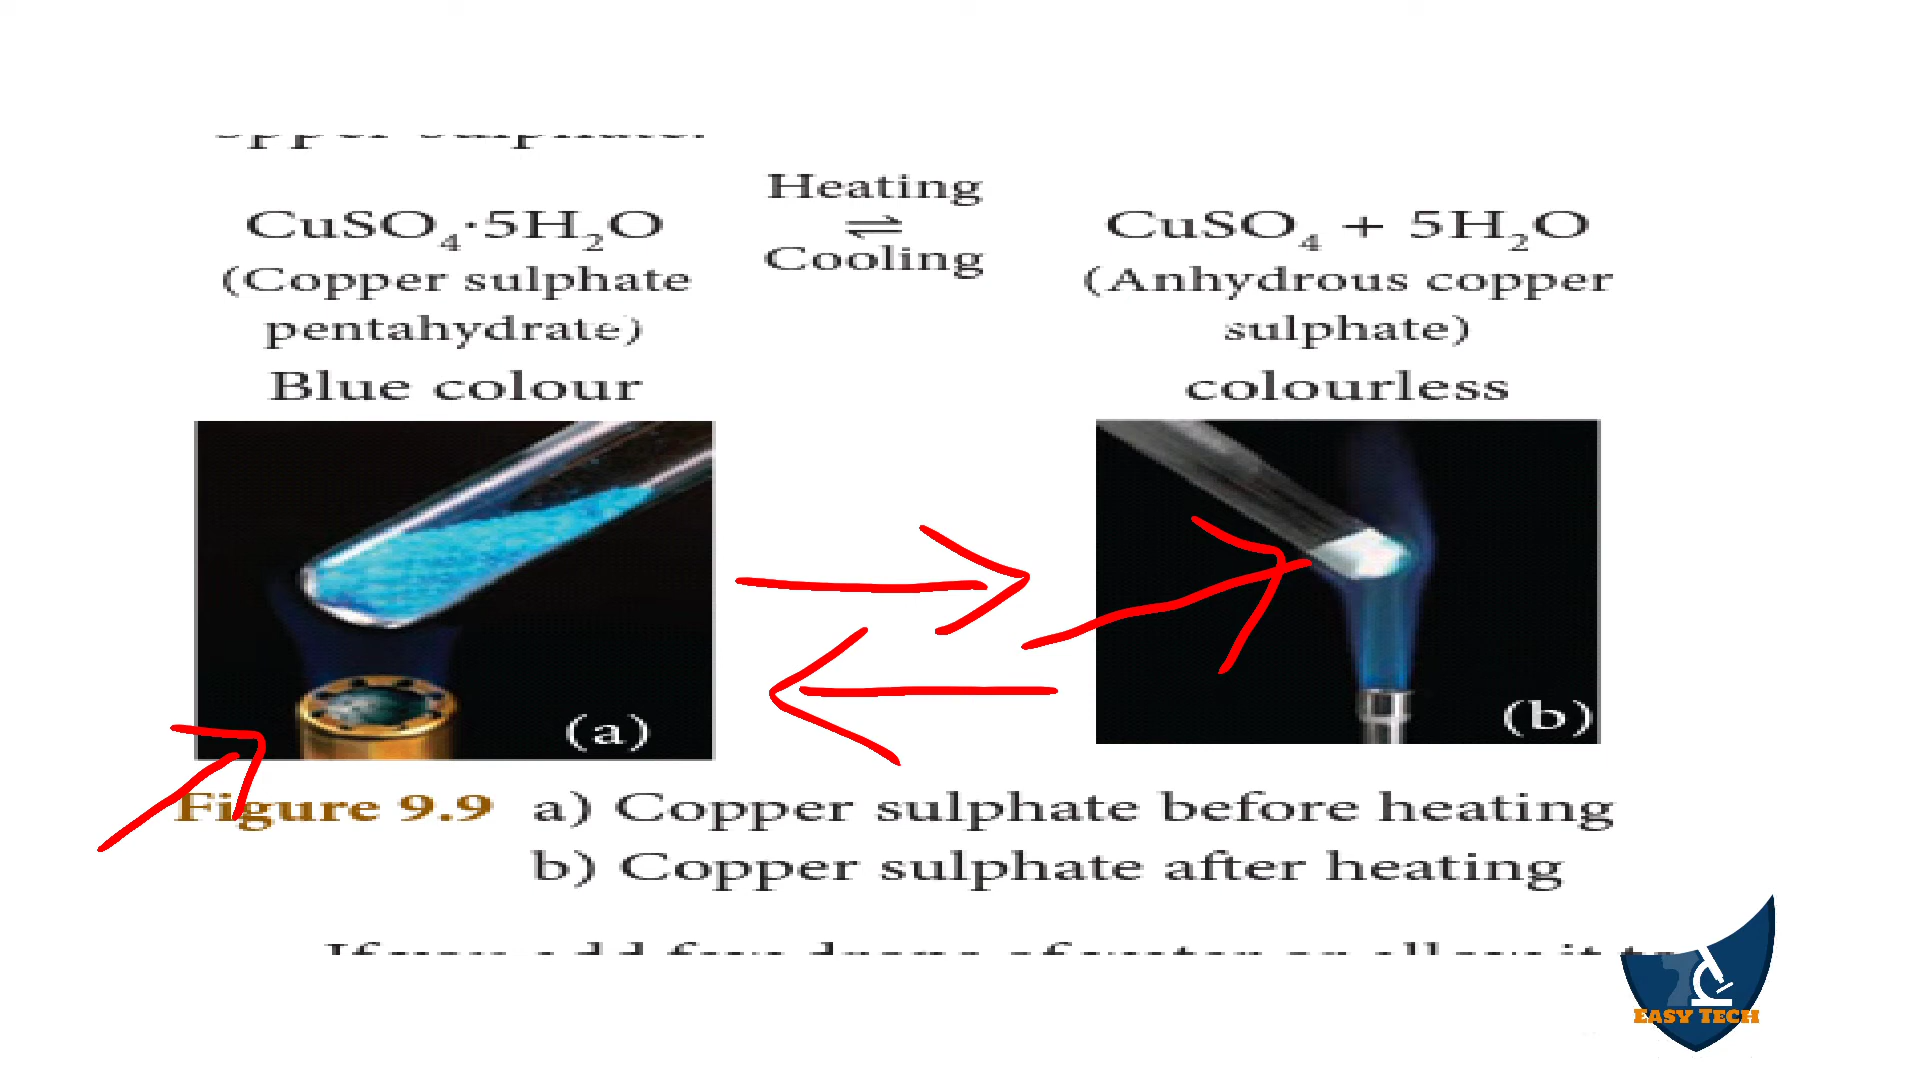 Heating
CuSO₄·5H₂O ⇌ CuSO₄ + 5H₂O
Cooling
(Copper sulphate pentahydrate) (Anhydrous copper sulphate)
Blue colour colourless
(a) (b)
Figure 9.9 a) Copper sulphate before heating
b) Copper sulphate after heating
EASY TECH